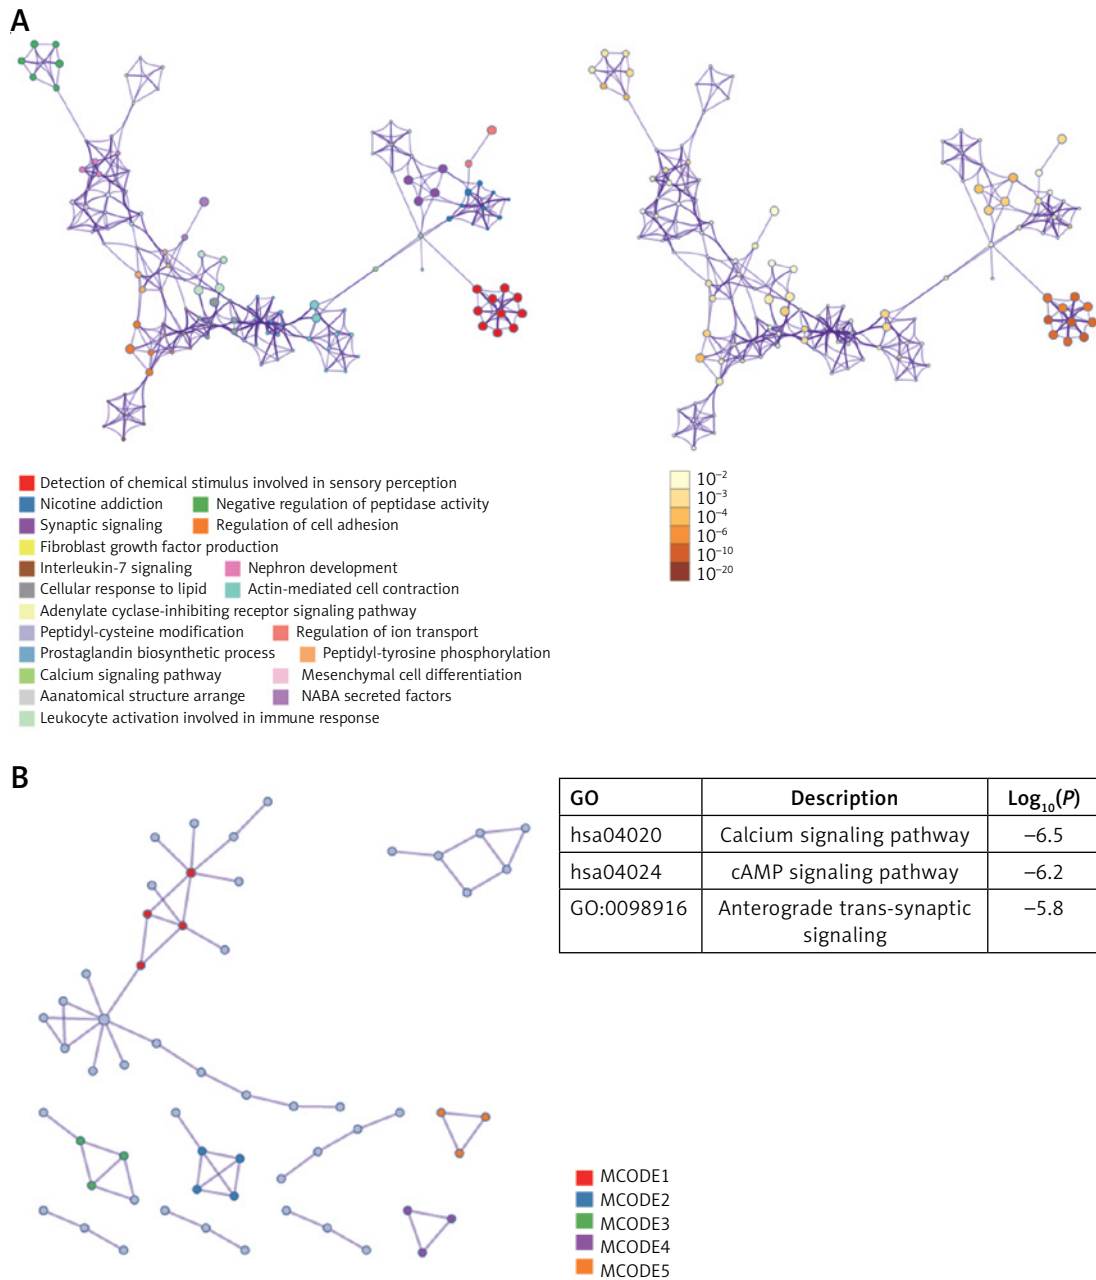 A
Detection of chemical stimulus involved in sensory perception
Nicotine addiction Negative regulation of peptidase activity
Synaptic signaling Regulation of cell adhesion
Fibroblast growth factor production
Interleukin-7 signaling Nephron development
Cellular response to lipid Actin-mediated cell contraction
Adenylate cyclase-inhibiting receptor signaling pathway
Peptidyl-cysteine modification Regulation of ion transport
Prostaglandin biosynthetic process Peptidyl-tyrosine phosphorylation
Calcium signaling pathway Mesenchymal cell differentiation
Aanatomical structure arrange NABA secreted factors
Leukocyte activation involved in immune response
10⁻²
10⁻³
10⁻⁴
10⁻⁶
10⁻¹⁰
10⁻²⁰
B
GO Description Log₁₀(P)
hsa04020 Calcium signaling pathway –6.5
hsa04024 cAMP signaling pathway –6.2
GO:0098916 Anterograde trans-synaptic –5.8
signaling
MCODE1
MCODE2
MCODE3
MCODE4
MCODE5